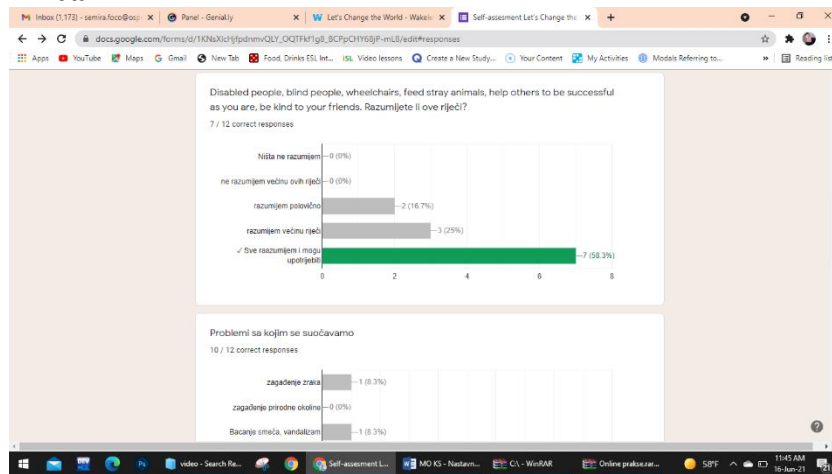 Inbox (1,173) - semira.foco@osp
Panel - Genial.ly
Let's Change the World - Wakele
Self-assesment Let's Change the
docs.google.com/forms/d/
/edit#responses
Apps YouTube Maps G Gmail New Tab Food, Drinks ESL Int... ISL Video lessons Create a New Study... Your Content My Activities Modals Referring to... » Reading list
Disabled people, blind people, wheelchairs, feed stray animals, help others to be successful
as you are, be kind to your friends. Razumijete li ove riječi?
7 / 12 correct responses
Ništa ne razumijem
0 (0%)
ne razumijem većinu ovih riječi
0 (0%)
razumijem polovično
2 (16.7%)
razumijem većinu riječi
3 (25%)
✓ Sve raazumijem i mogu
upotrijebiti
7 (58.3%)
0 2 4 6 8
Problemi sa kojim se suočavamo
10 / 12 correct responses
zagađenje zraka
1 (8.3%)
zagađenje prirodne okoline
0 (0%)
Bacanje smeća, vandalizam
1 (8.3%)
video - Search Re...
Self-assesment L...
MO KS - Nastavn...
C:\ - WinRAR
Online prakse.rar...
58°F
11:45 AM
16-Jun-21